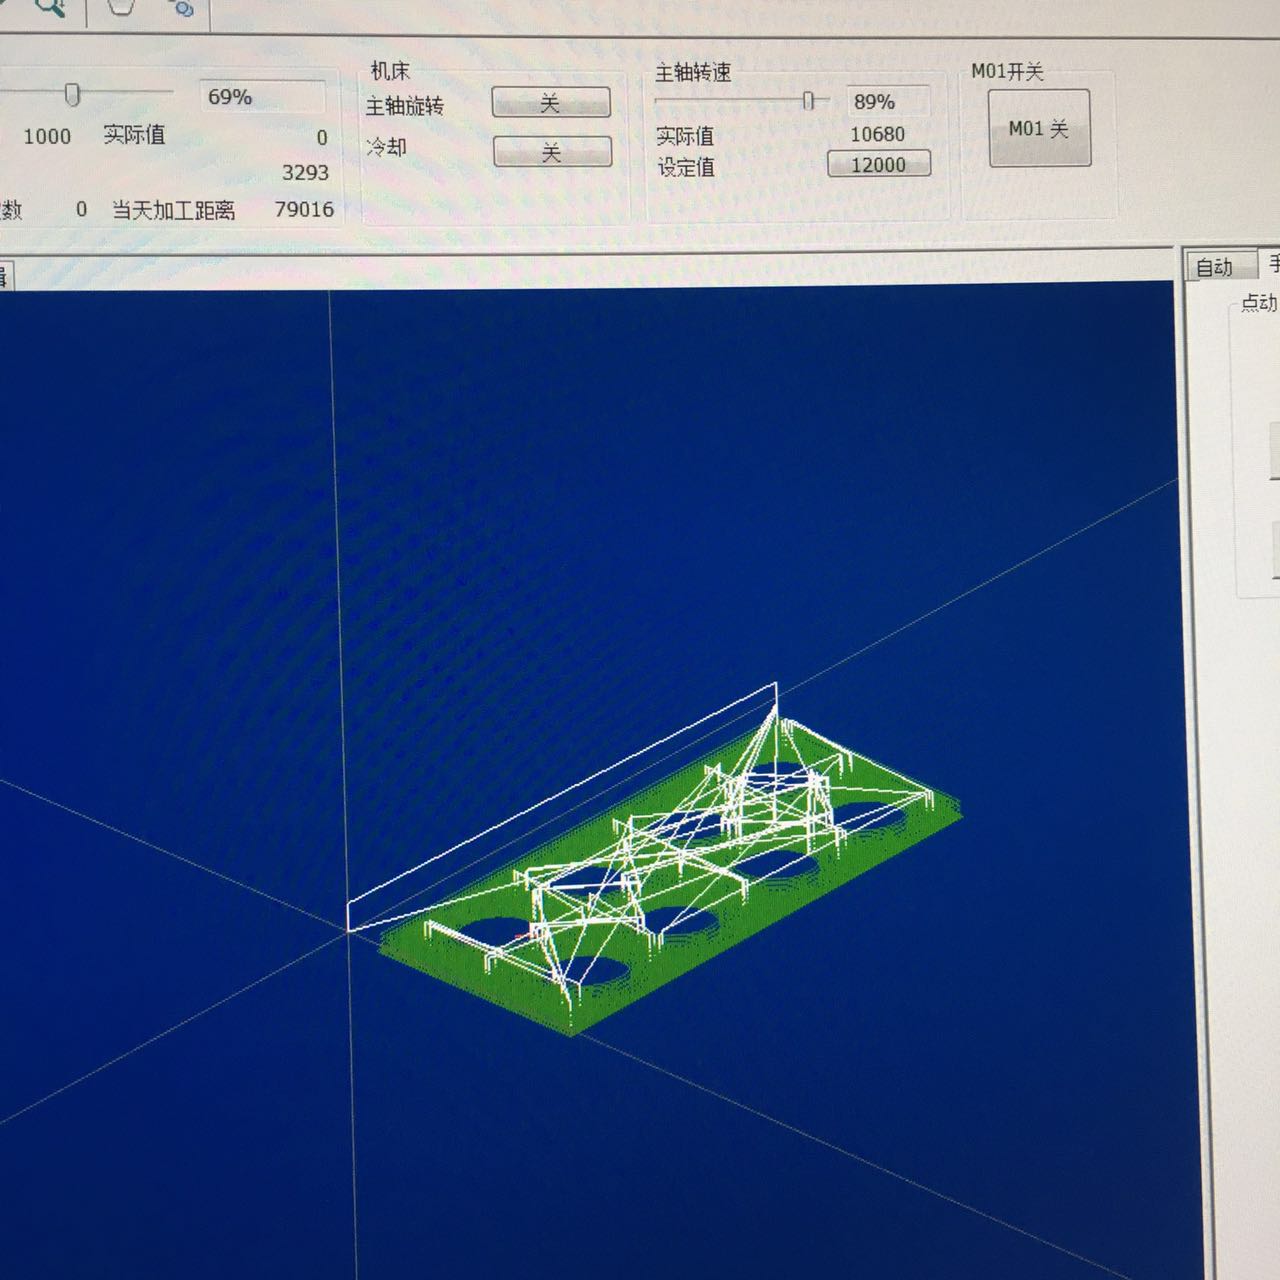 机床
主轴转速
M01开关
69%
主轴旋转
关
89%
1000
实际值
0
实际值
10680
M01 关
冷却
关
3293
设定值
12000
数
0
当天加工距离
79016
自动
点动